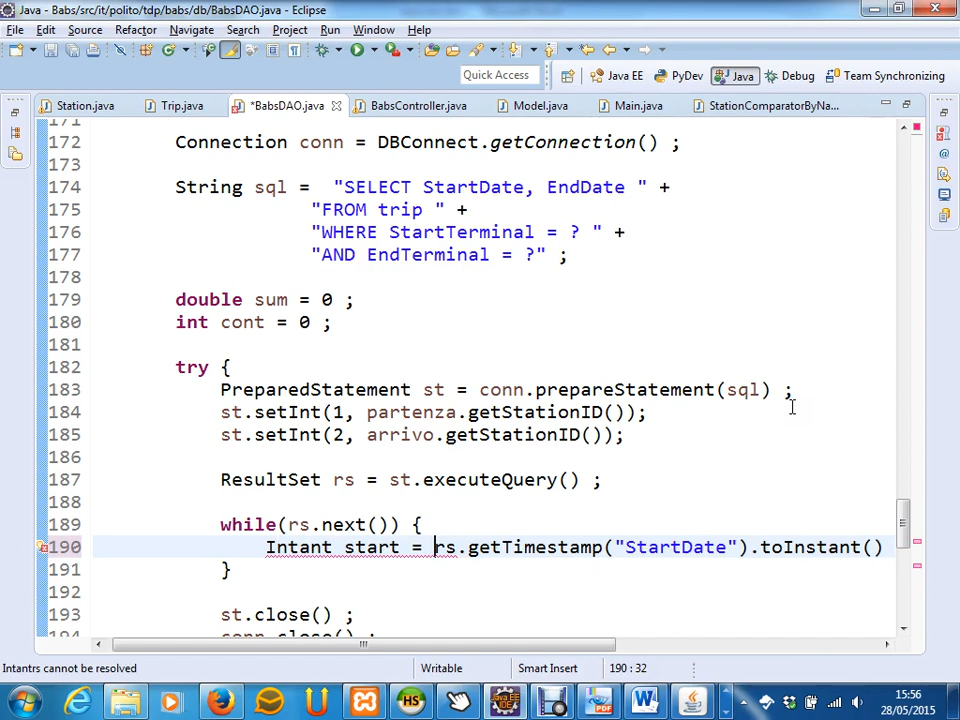 Java - Babs/src/it/polito/tdp/babs/db/BabsDAO.java - Eclipse
File Edit Source Refactor Navigate Search Project Run Window Help
Quick Access Java EE PyDev Java Debug Team Synchronizing
Station.java Trip.java *BabsDAO.java BabsController.java Model.java Main.java StationComparatorByNa...
171
172 Connection conn = DBConnect.getConnection() ;
173
174 String sql = "SELECT StartDate, EndDate " +
175 "FROM trip " +
176 "WHERE StartTerminal = ? " +
177 "AND EndTerminal = ?" ;
178
179 double sum = 0 ;
180 int cont = 0 ;
181
182 try {
183 PreparedStatement st = conn.prepareStatement(sql) ;
184 st.setInt(1, partenza.getStationID());
185 st.setInt(2, arrivo.getStationID());
186
187 ResultSet rs = st.executeQuery() ;
188
189 while(rs.next()) {
190 Intant start = rs.getTimestamp("StartDate").toInstant()
191 }
192
193 st.close() ;
194 conn.close() ;
Intantrs cannot be resolved Writable Smart Insert 190 : 32
15:56
28/05/2015